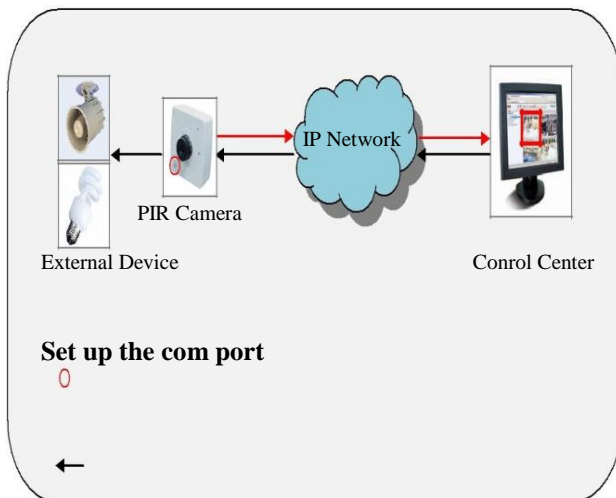 IP Network
PIR Camera
External Device
Conrol Center
Set up the com port